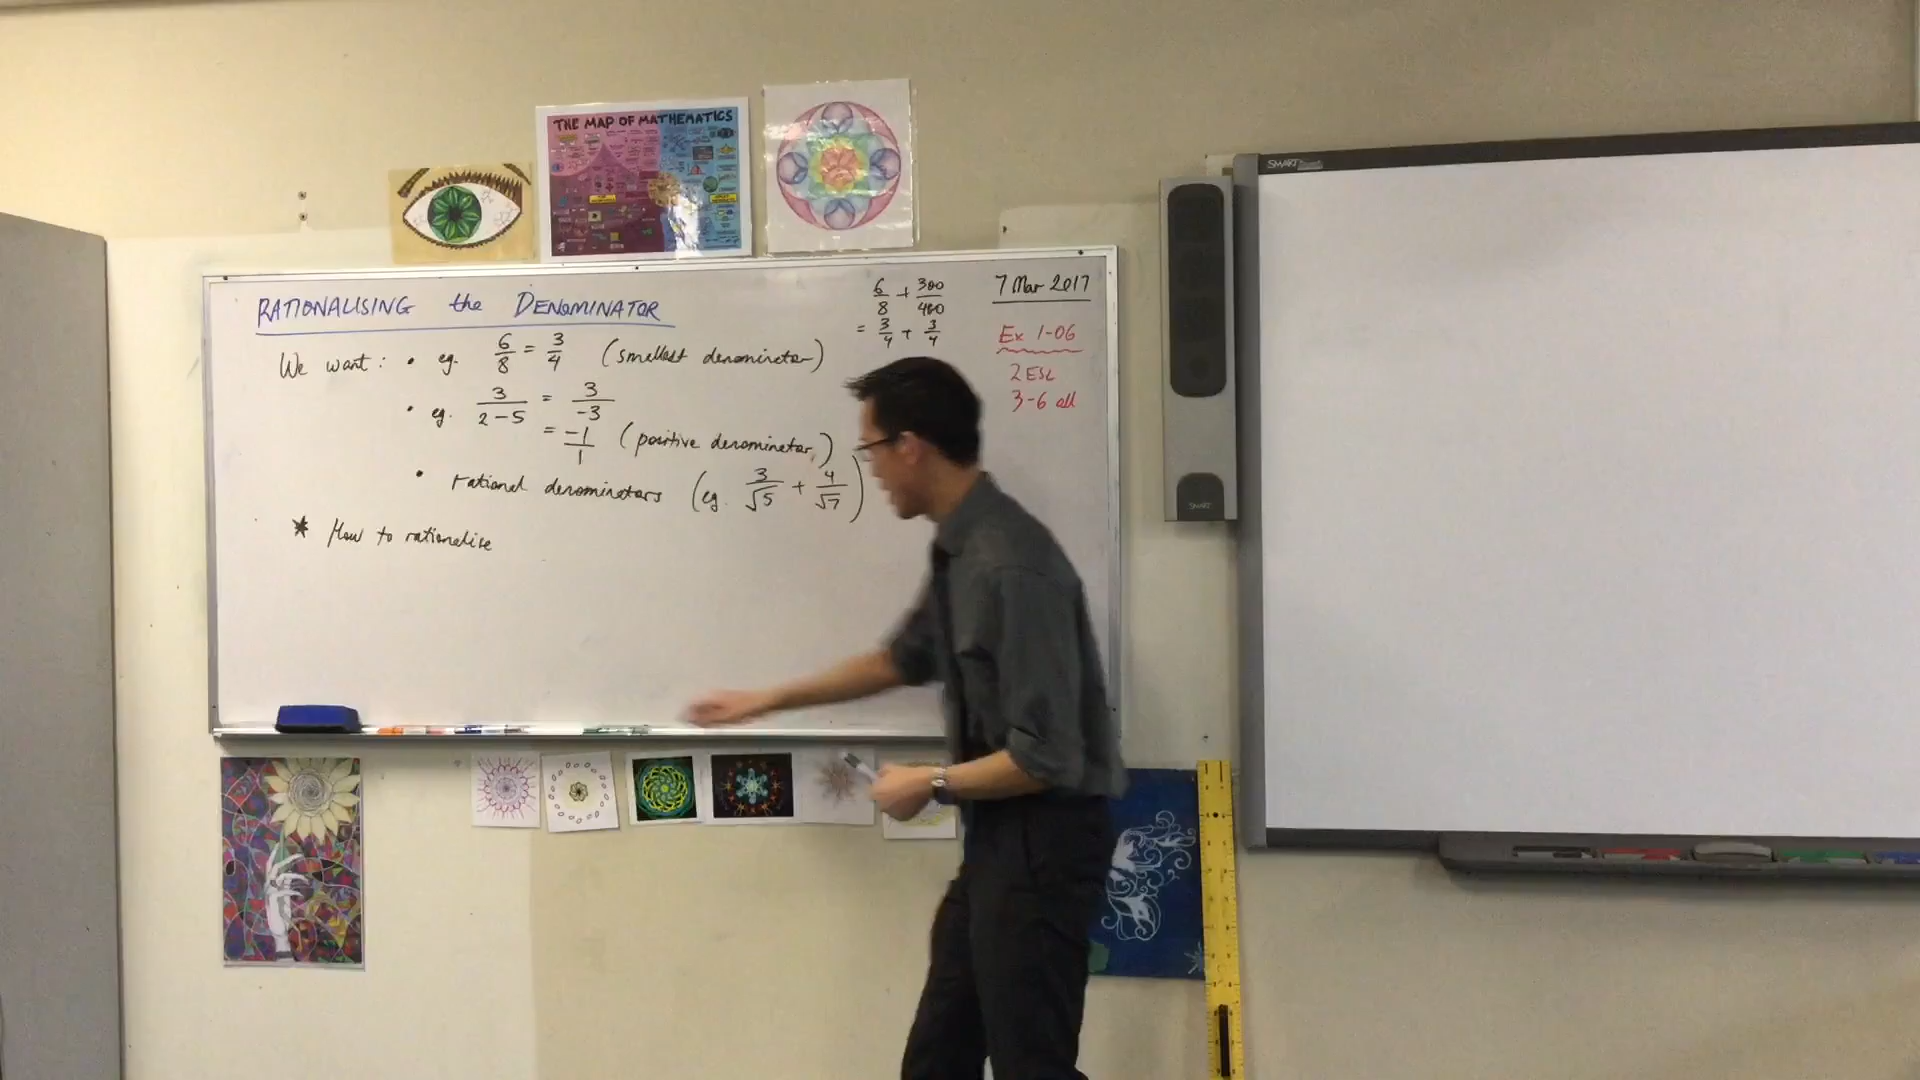 THE MAP OF MATHEMATICS
RATIONALISING the DENOMINATOR
We want : • eg. 6/8 = 3/4 (smallest denominator)
• eg. 3/(2-5) = 3/-3
= -1/1 (positive denominator)
• rational denominators (eg. 3/√5 + 4/√7)
* How to rationalise
6/8 + 300/400
= 3/4 + 3/4
7 Mar 2017
Ex 1-06
2 ESL
3-6 all
SMART
SMART